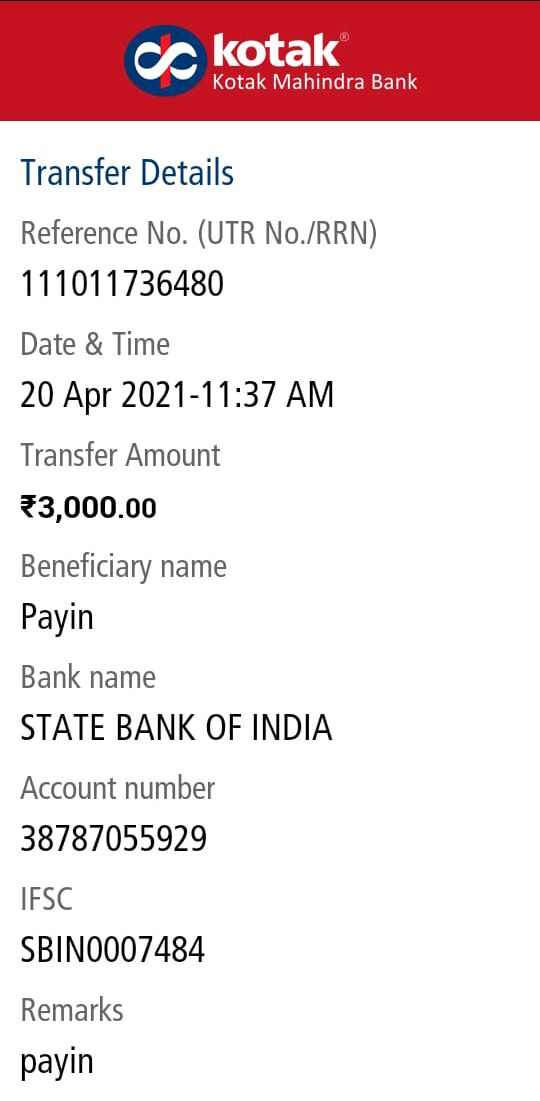 kotak®
Kotak Mahindra Bank
Transfer Details
Reference No. (UTR No./RRN)
111011736480
Date & Time
20 Apr 2021-11:37 AM
Transfer Amount
₹3,000.00
Beneficiary name
Payin
Bank name
STATE BANK OF INDIA
Account number
38787055929
IFSC
SBIN0007484
Remarks
payin